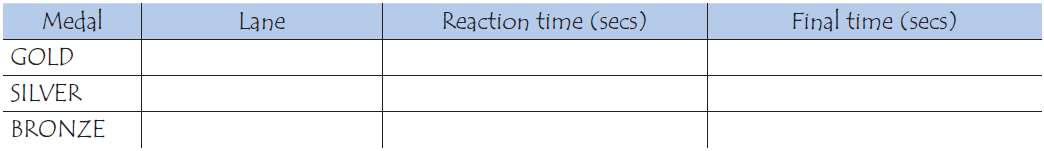 Medal Lane Reaction time (secs) Final time (secs)
GOLD
SILVER
BRONZE